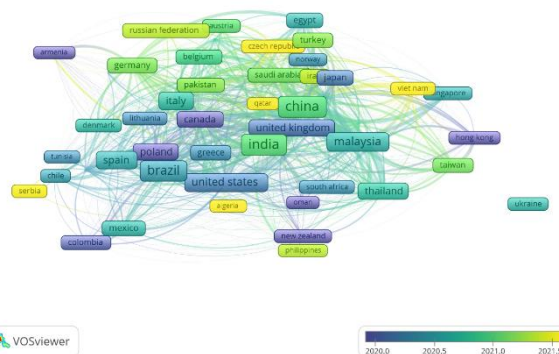 egypt
austria
russian federation
turkey
czech republic
armenia
belgium
norway
germany
saudi arabia
japan
pakistan
viet nam
singapore
italy
qatar
china
canada
lithuania
denmark
united kingdom
hong kong
malaysia
india
poland
greece
tunisia
spain
taiwan
brazil
chile
united states
south africa
thailand
serbia
oman
ukraine
algeria
mexico
new zealand
colombia
philippines
VOSviewer
2020.0 2020.5 2021.0 2021.5